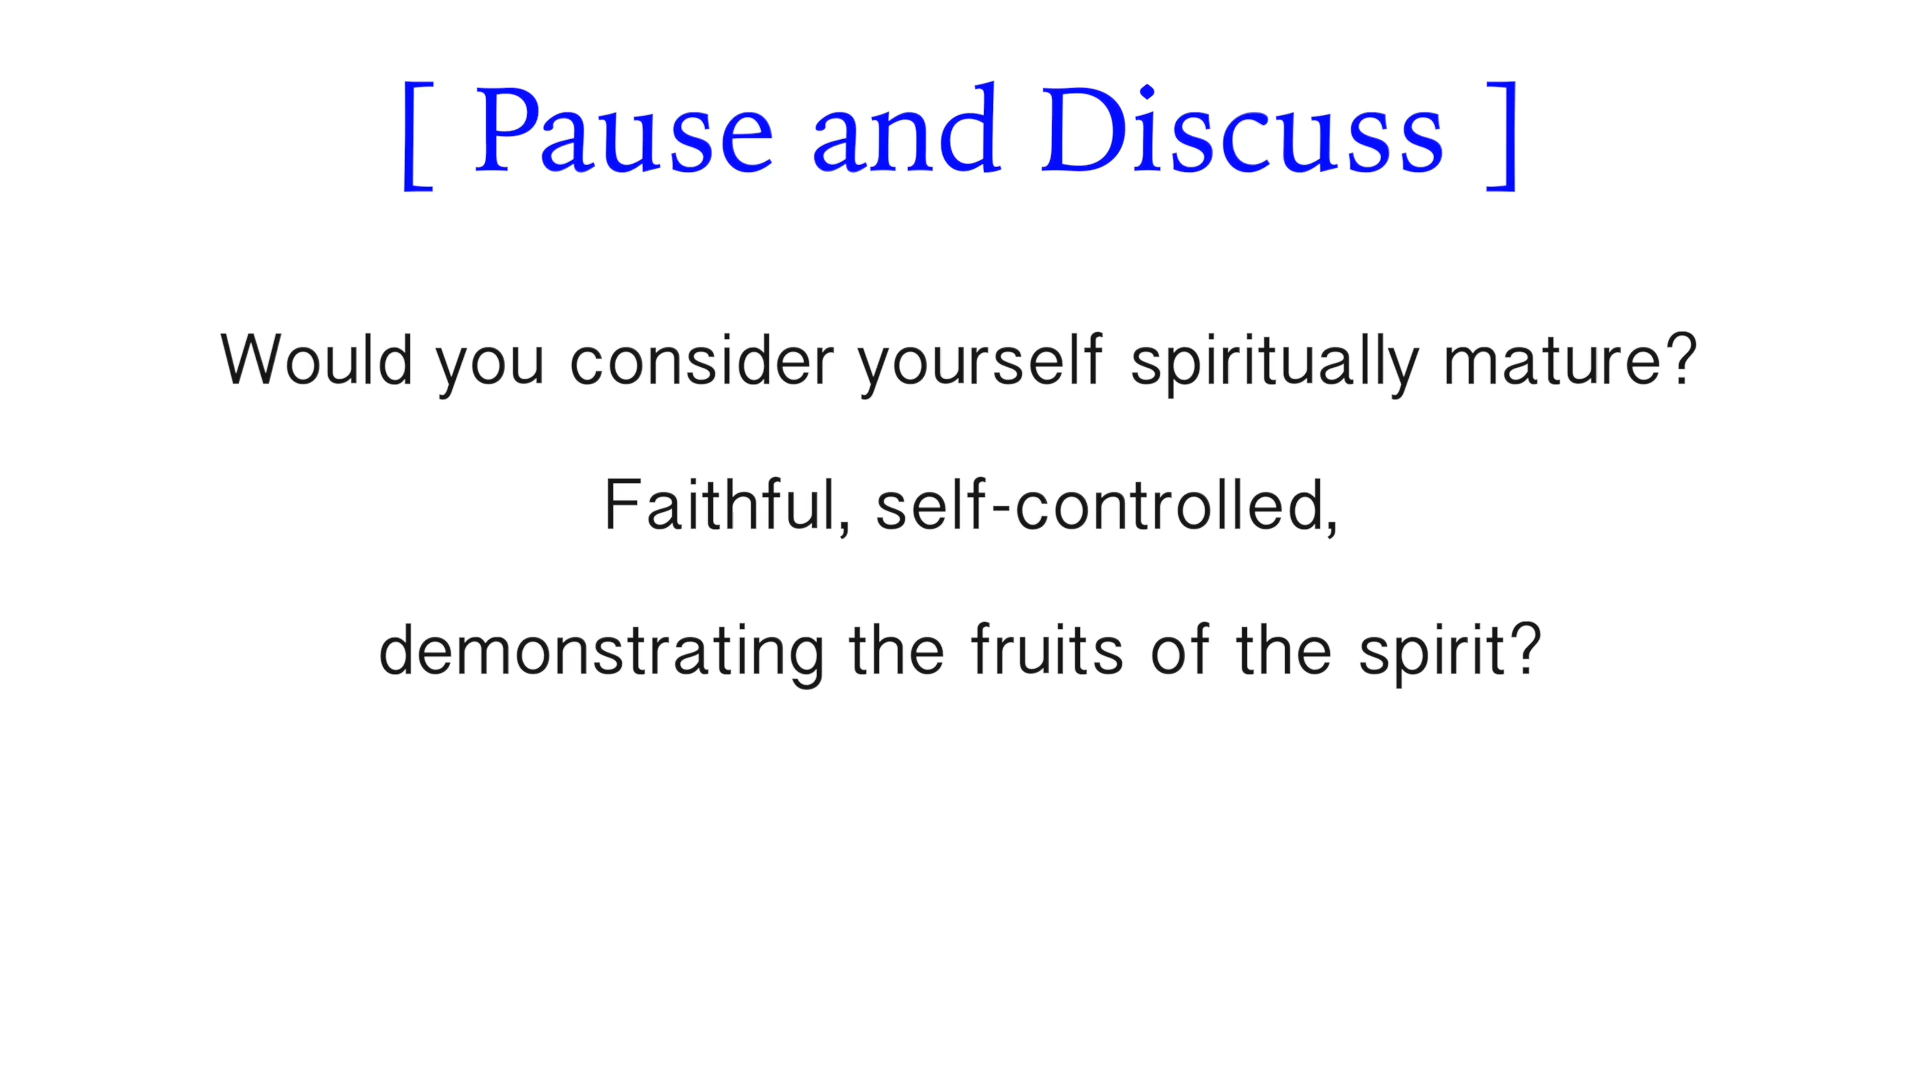 [ Pause and Discuss ]
Would you consider yourself spiritually mature?
Faithful, self-controlled,
demonstrating the fruits of the spirit?